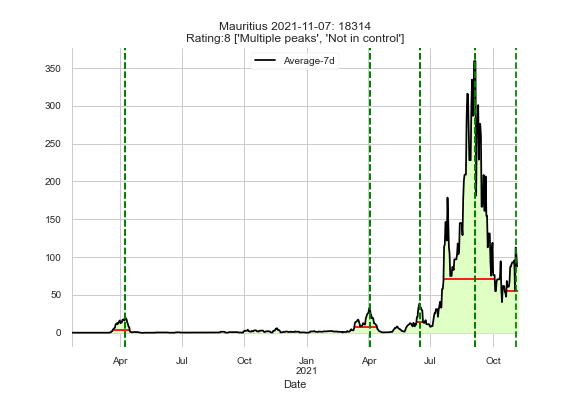 Mauritius 2021-11-07: 18314
Rating:8 ['Multiple peaks', 'Not in control']
Average-7d
350
300
250
200
150
100
50
0
Apr Jul Oct Jan Apr Jul Oct
2021
Date